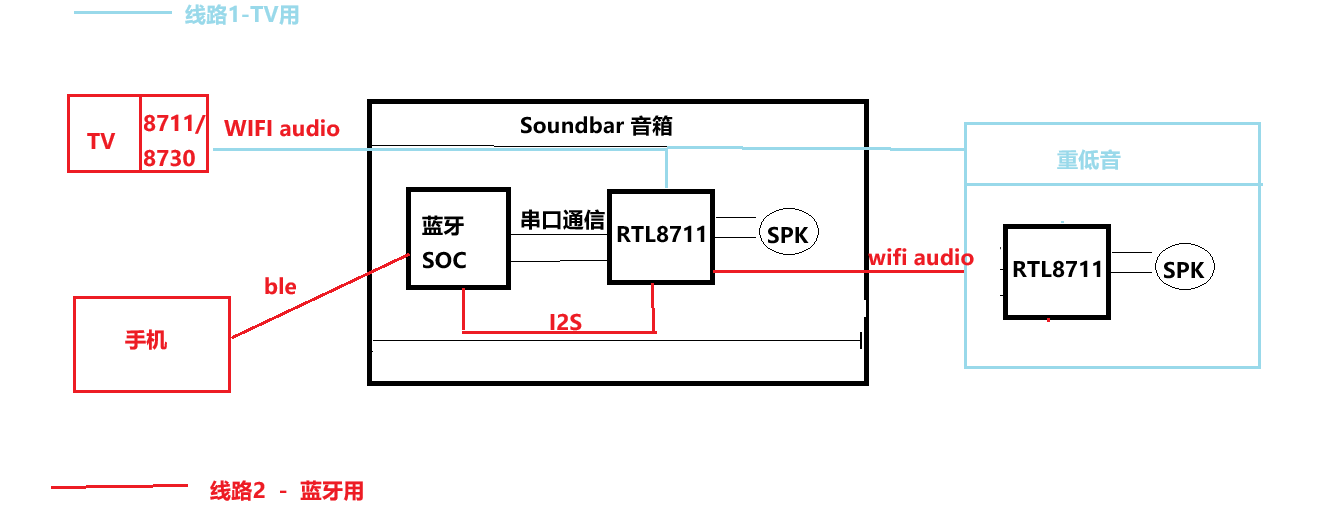 线路1-TV用
TV
8711/
8730
WIFI audio
Soundbar 音箱
重低音
蓝牙
SOC
串口通信
RTL8711
SPK
wifi audio
RTL8711
SPK
ble
I2S
手机
线路2 - 蓝牙用